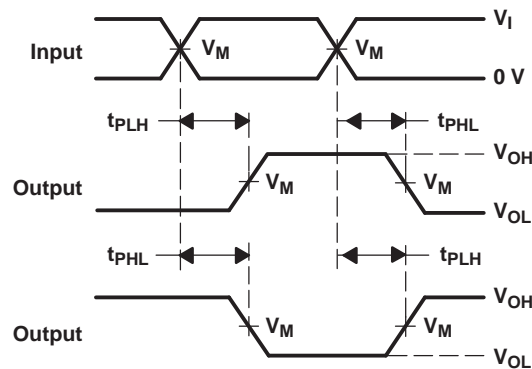 V_I
Input
V_M
V_M
0 V
t_PLH
t_PHL
V_OH
Output
V_M
V_M
V_OL
t_PHL
t_PLH
V_OH
Output
V_M
V_M
V_OL